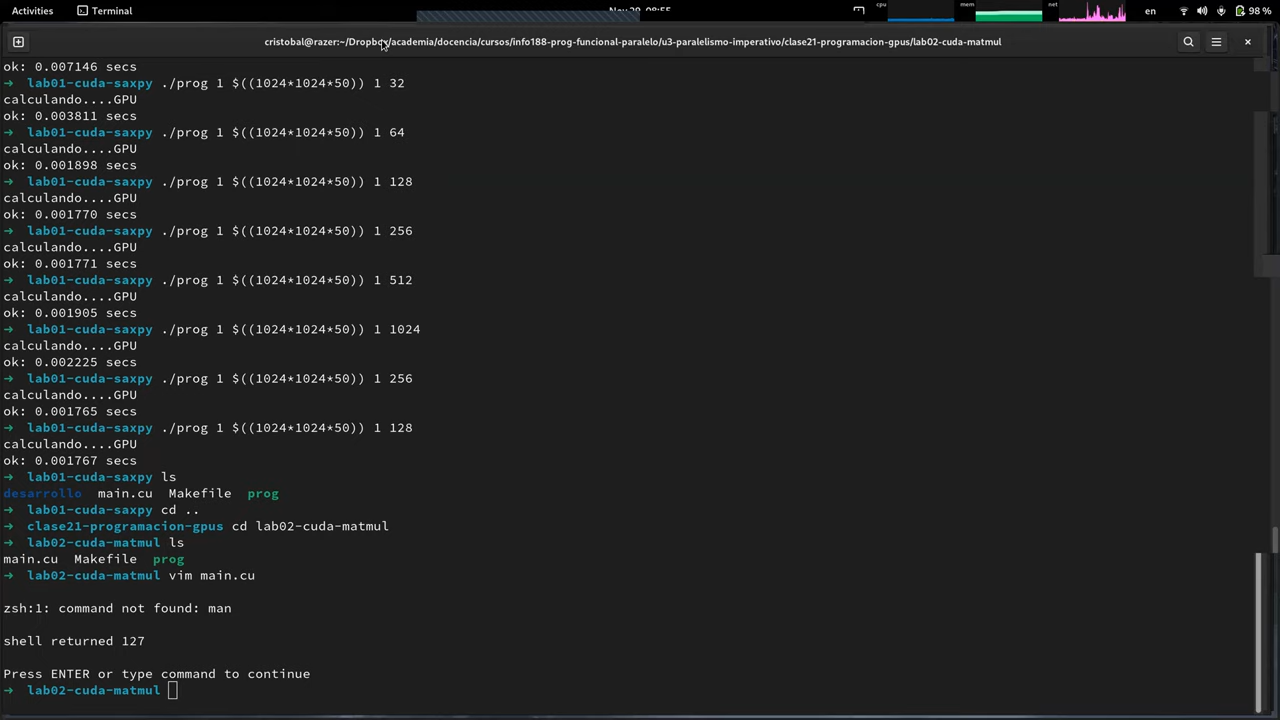 Activities
Terminal
Nov 29 08:55
cpu
mem
net
en
98 %
cristobal@razer:~/Dropbox/academia/docencia/cursos/info188-prog-funcional-paralelo/u3-paralelismo-imperativo/clase21-programacion-gpus/lab02-cuda-matmul
ok: 0.007146 secs
→ lab01-cuda-saxpy ./prog 1 $((1024*1024*50)) 1 32
calculando....GPU
ok: 0.003811 secs
→ lab01-cuda-saxpy ./prog 1 $((1024*1024*50)) 1 64
calculando....GPU
ok: 0.001898 secs
→ lab01-cuda-saxpy ./prog 1 $((1024*1024*50)) 1 128
calculando....GPU
ok: 0.001770 secs
→ lab01-cuda-saxpy ./prog 1 $((1024*1024*50)) 1 256
calculando....GPU
ok: 0.001771 secs
→ lab01-cuda-saxpy ./prog 1 $((1024*1024*50)) 1 512
calculando....GPU
ok: 0.001905 secs
→ lab01-cuda-saxpy ./prog 1 $((1024*1024*50)) 1 1024
calculando....GPU
ok: 0.002225 secs
→ lab01-cuda-saxpy ./prog 1 $((1024*1024*50)) 1 256
calculando....GPU
ok: 0.001765 secs
→ lab01-cuda-saxpy ./prog 1 $((1024*1024*50)) 1 128
calculando....GPU
ok: 0.001767 secs
→ lab01-cuda-saxpy ls
desarrollo main.cu Makefile prog
→ lab01-cuda-saxpy cd ..
→ clase21-programacion-gpus cd lab02-cuda-matmul
→ lab02-cuda-matmul ls
main.cu Makefile prog
→ lab02-cuda-matmul vim main.cu
zsh:1: command not found: man
shell returned 127
Press ENTER or type command to continue
→ lab02-cuda-matmul